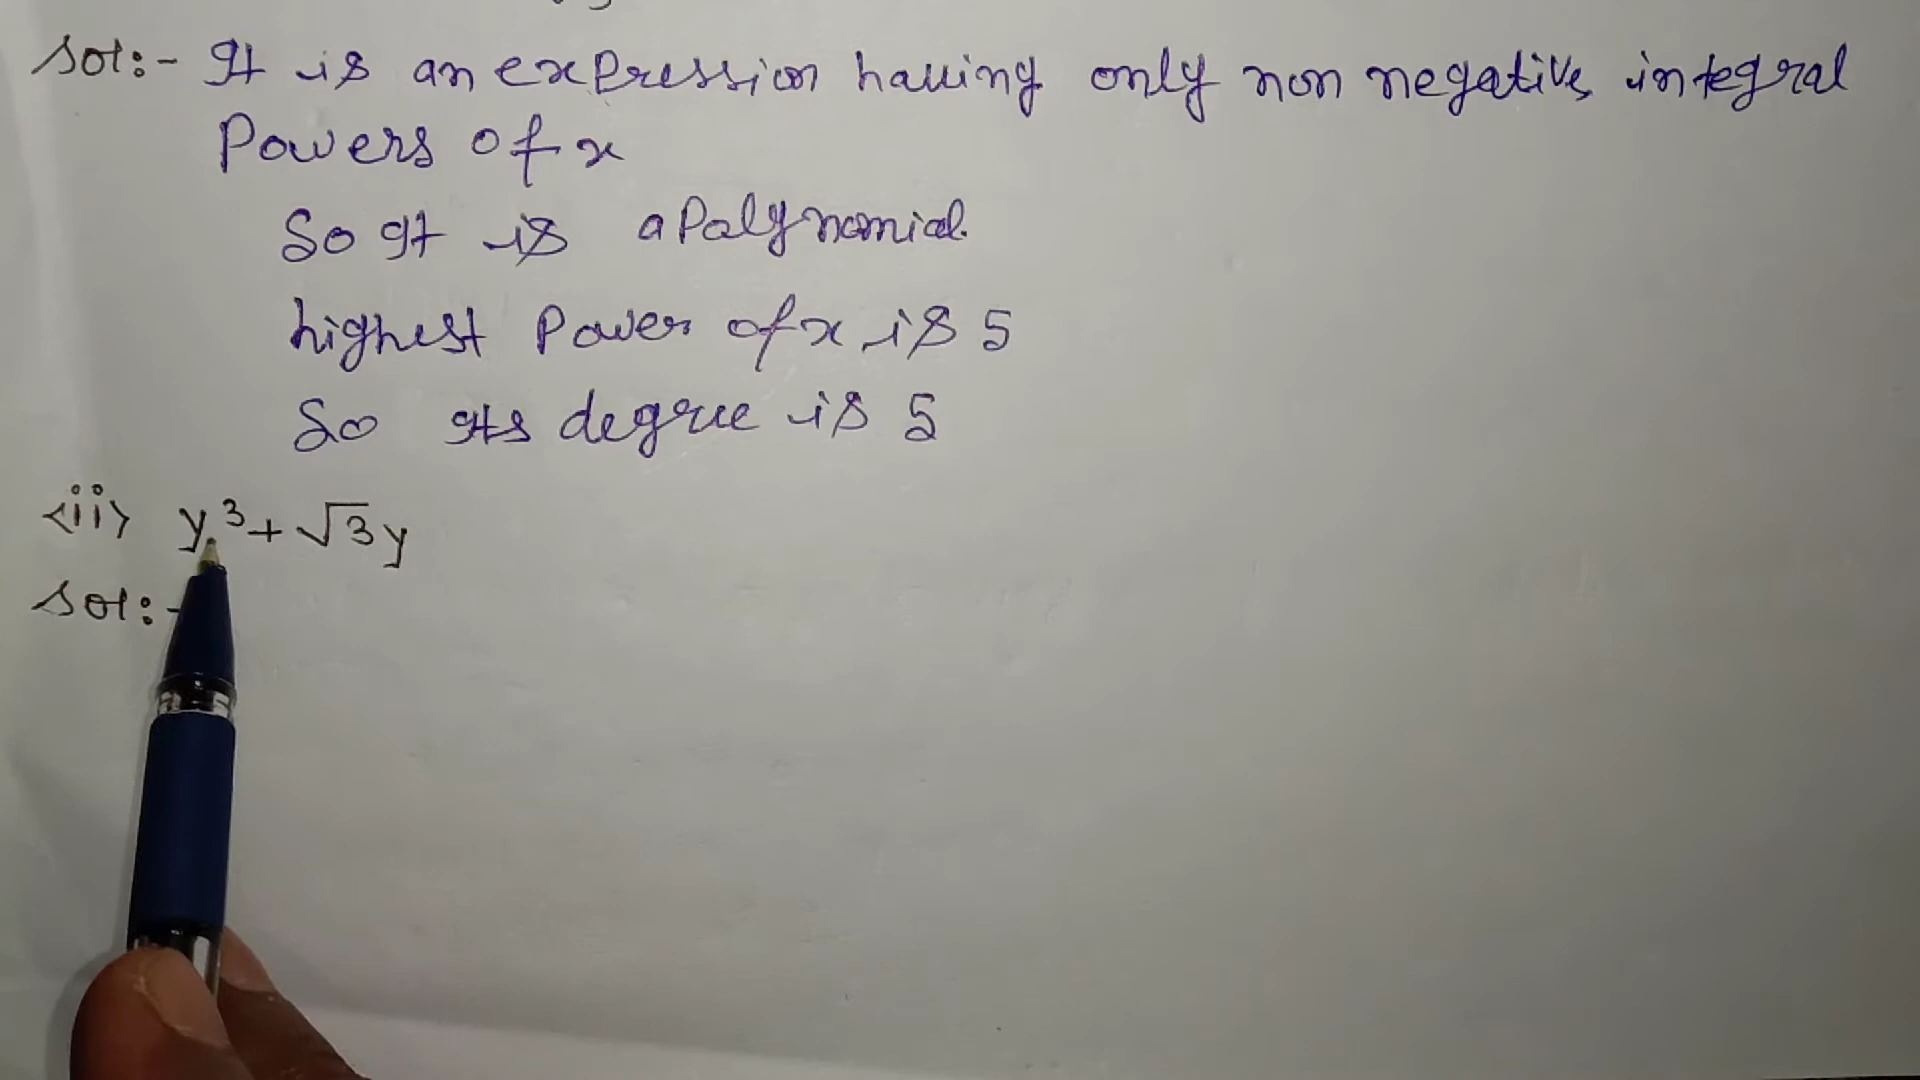 Sol:- It is an expression having only non negative integral
Powers of x
So It is a Polynomial.
highest Power of x is 5
So Its degree is 5
<ii> y³+ √3y
Sol:-